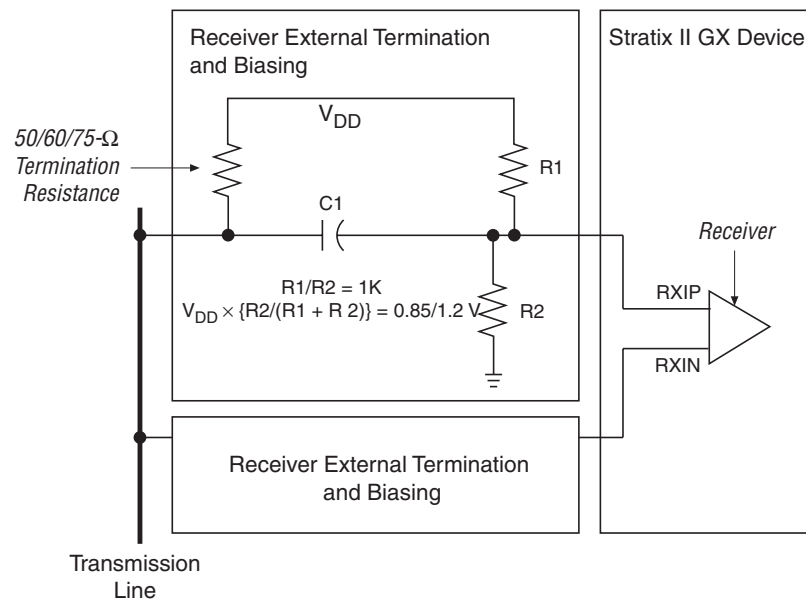 Receiver External Termination
and Biasing
Stratix II GX Device
V_DD
50/60/75-Ω
Termination
Resistance
R1
C1
Receiver
R1/R2 = 1K
V_DD × {R2/(R1 + R 2)} = 0.85/1.2 V
R2
RXIP
RXIN
Receiver External Termination
and Biasing
Transmission
Line